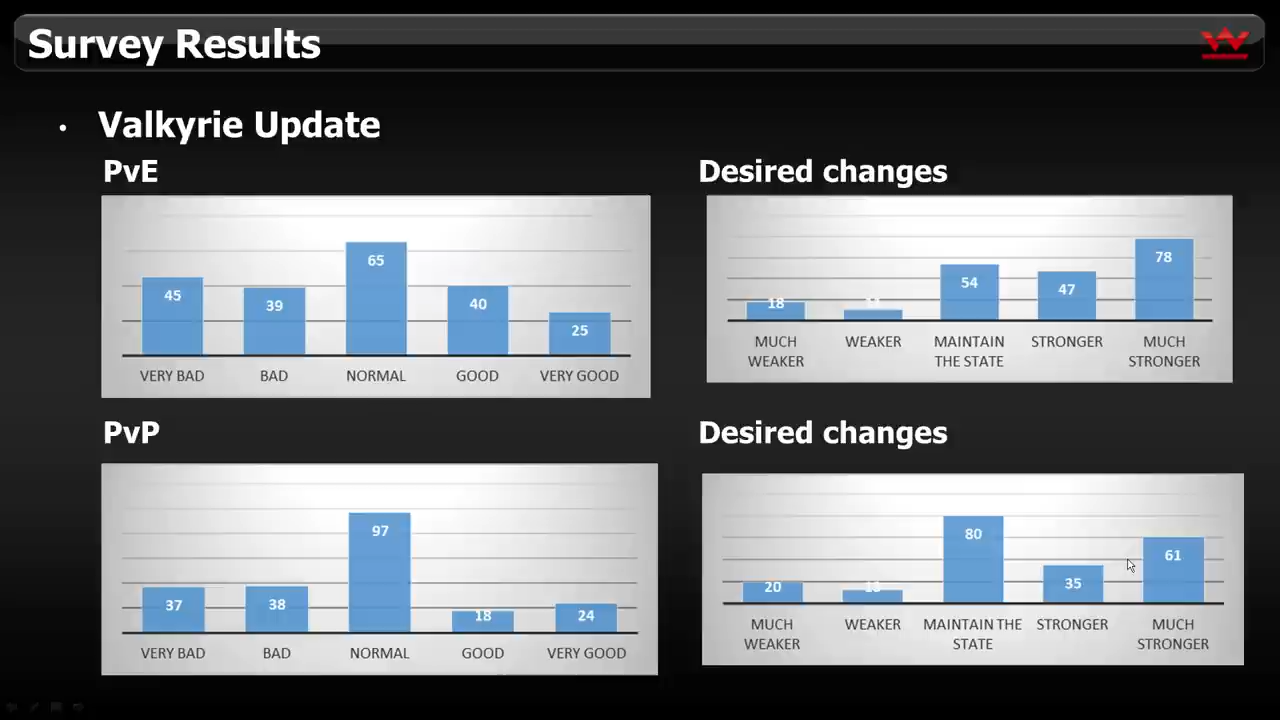 Survey Results
• Valkyrie Update
PvE
Desired changes
65
45
39
40
25
VERY BAD BAD NORMAL GOOD VERY GOOD
78
54
47
18
MUCH WEAKER STRONGER MUCH
WEAKER
MAINTAIN
THE STATE
STRONGER
PvP
Desired changes
97
37
38
18
24
VERY BAD BAD NORMAL GOOD VERY GOOD
80
61
35
20
13
MUCH WEAKER MAINTAIN THE STRONGER MUCH
WEAKER STATE STRONGER